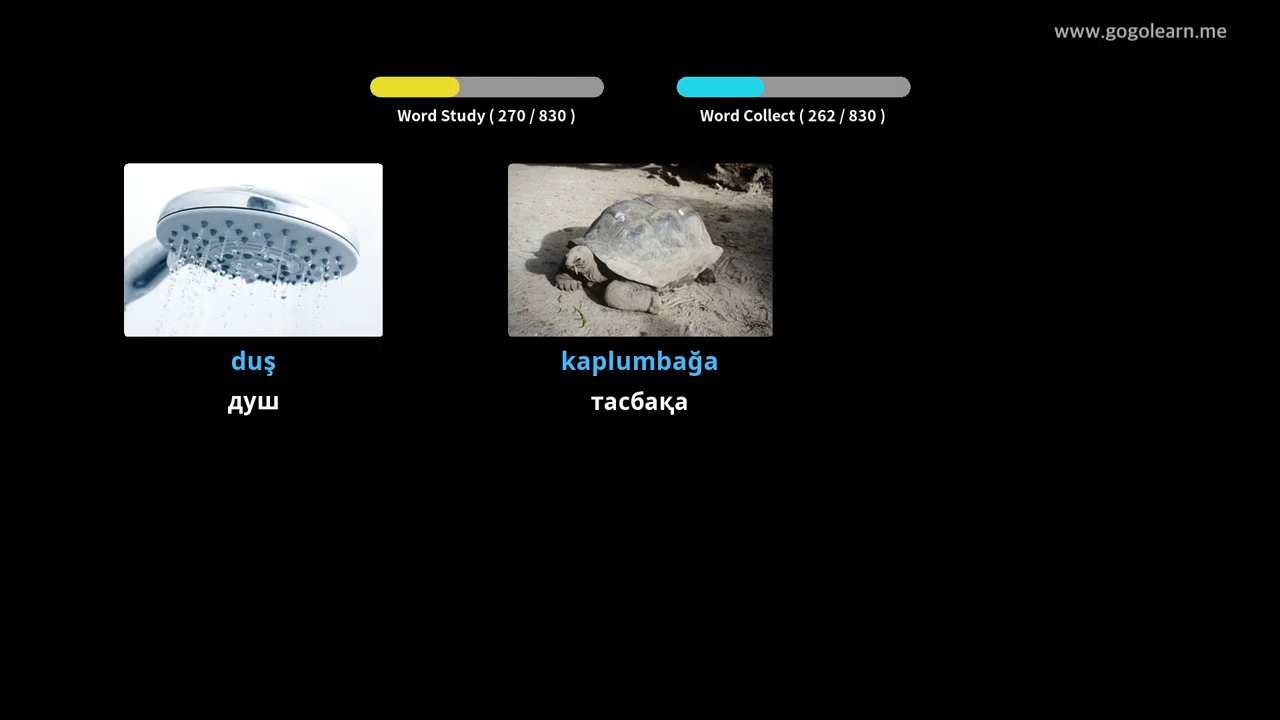 www.gogolearn.me
Word Study ( 270 / 830 )
Word Collect ( 262 / 830 )
duş
душ
kaplumbağa
тасбақа